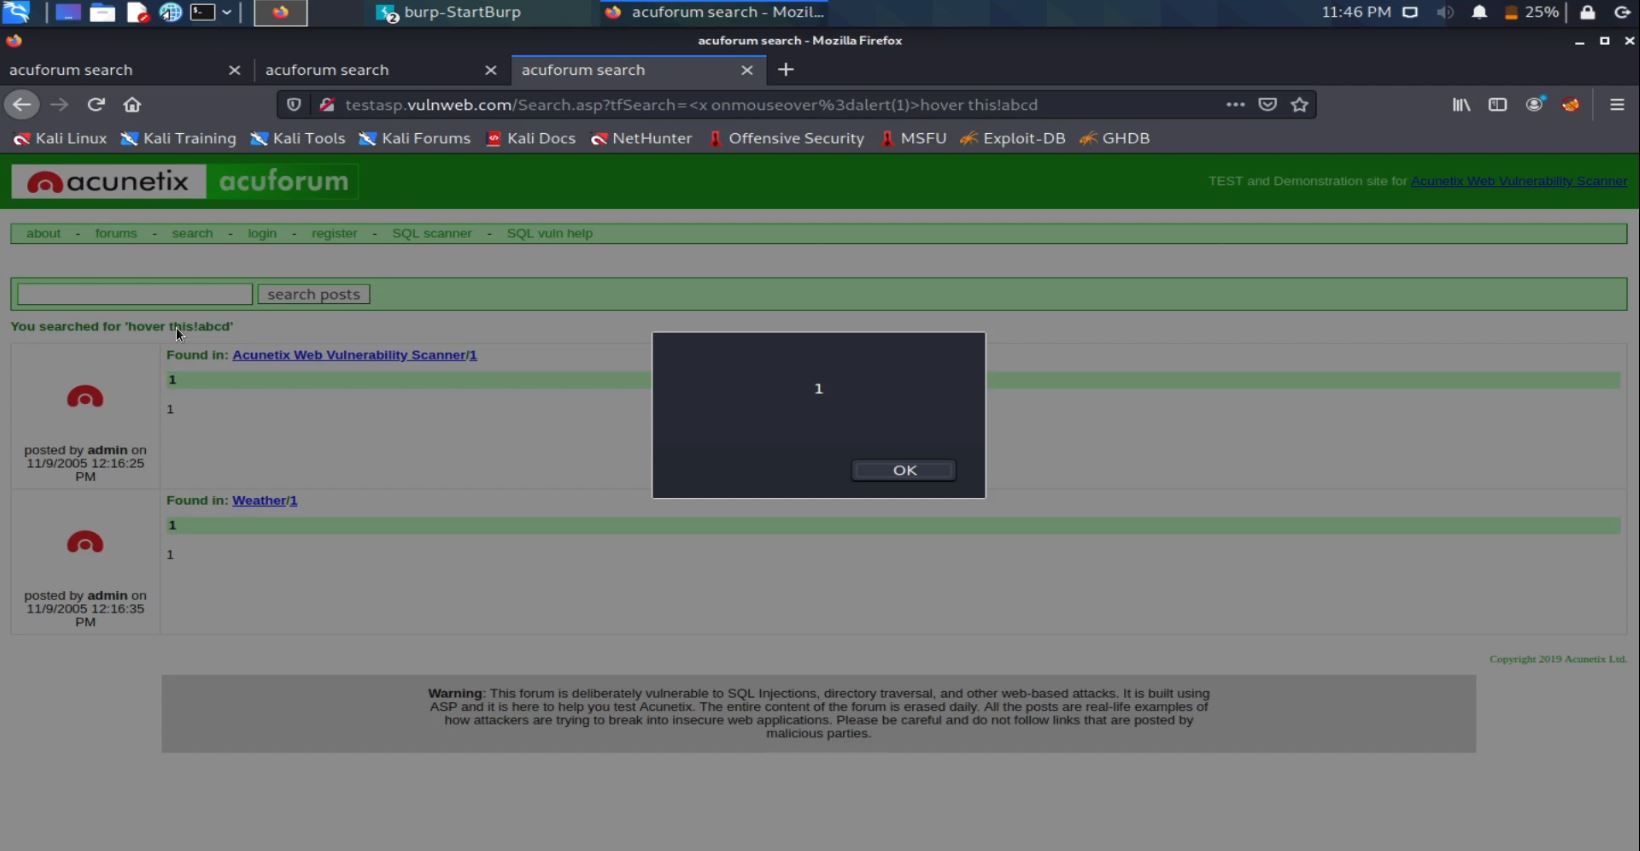 burp-StartBurp
acuforum search - Mozil...
11:46 PM
25%
acuforum search - Mozilla Firefox
acuforum search
acuforum search
acuforum search
testasp.vulnweb.com/Search.asp?tfSearch=<x onmouseover%3dalert(1)>hover this!abcd
Kali Linux Kali Training Kali Tools Kali Forums Kali Docs NetHunter Offensive Security MSFU Exploit-DB GHDB
acunetix acuforum
TEST and Demonstration site for Acunetix Web Vulnerability Scanner
about - forums - search - login - register - SQL scanner - SQL vuln help
search posts
You searched for 'hover this!abcd'
Found in: Acunetix Web Vulnerability Scanner/1
1
1
posted by admin on
11/9/2005 12:16:25
PM
1
OK
Found in: Weather/1
1
1
posted by admin on
11/9/2005 12:16:35
PM
Copyright 2019 Acunetix Ltd.
Warning: This forum is deliberately vulnerable to SQL Injections, directory traversal, and other web-based attacks. It is built using
ASP and it is here to help you test Acunetix. The entire content of the forum is erased daily. All the posts are real-life examples of
how attackers are trying to break into insecure web applications. Please be careful and do not follow links that are posted by
malicious parties.